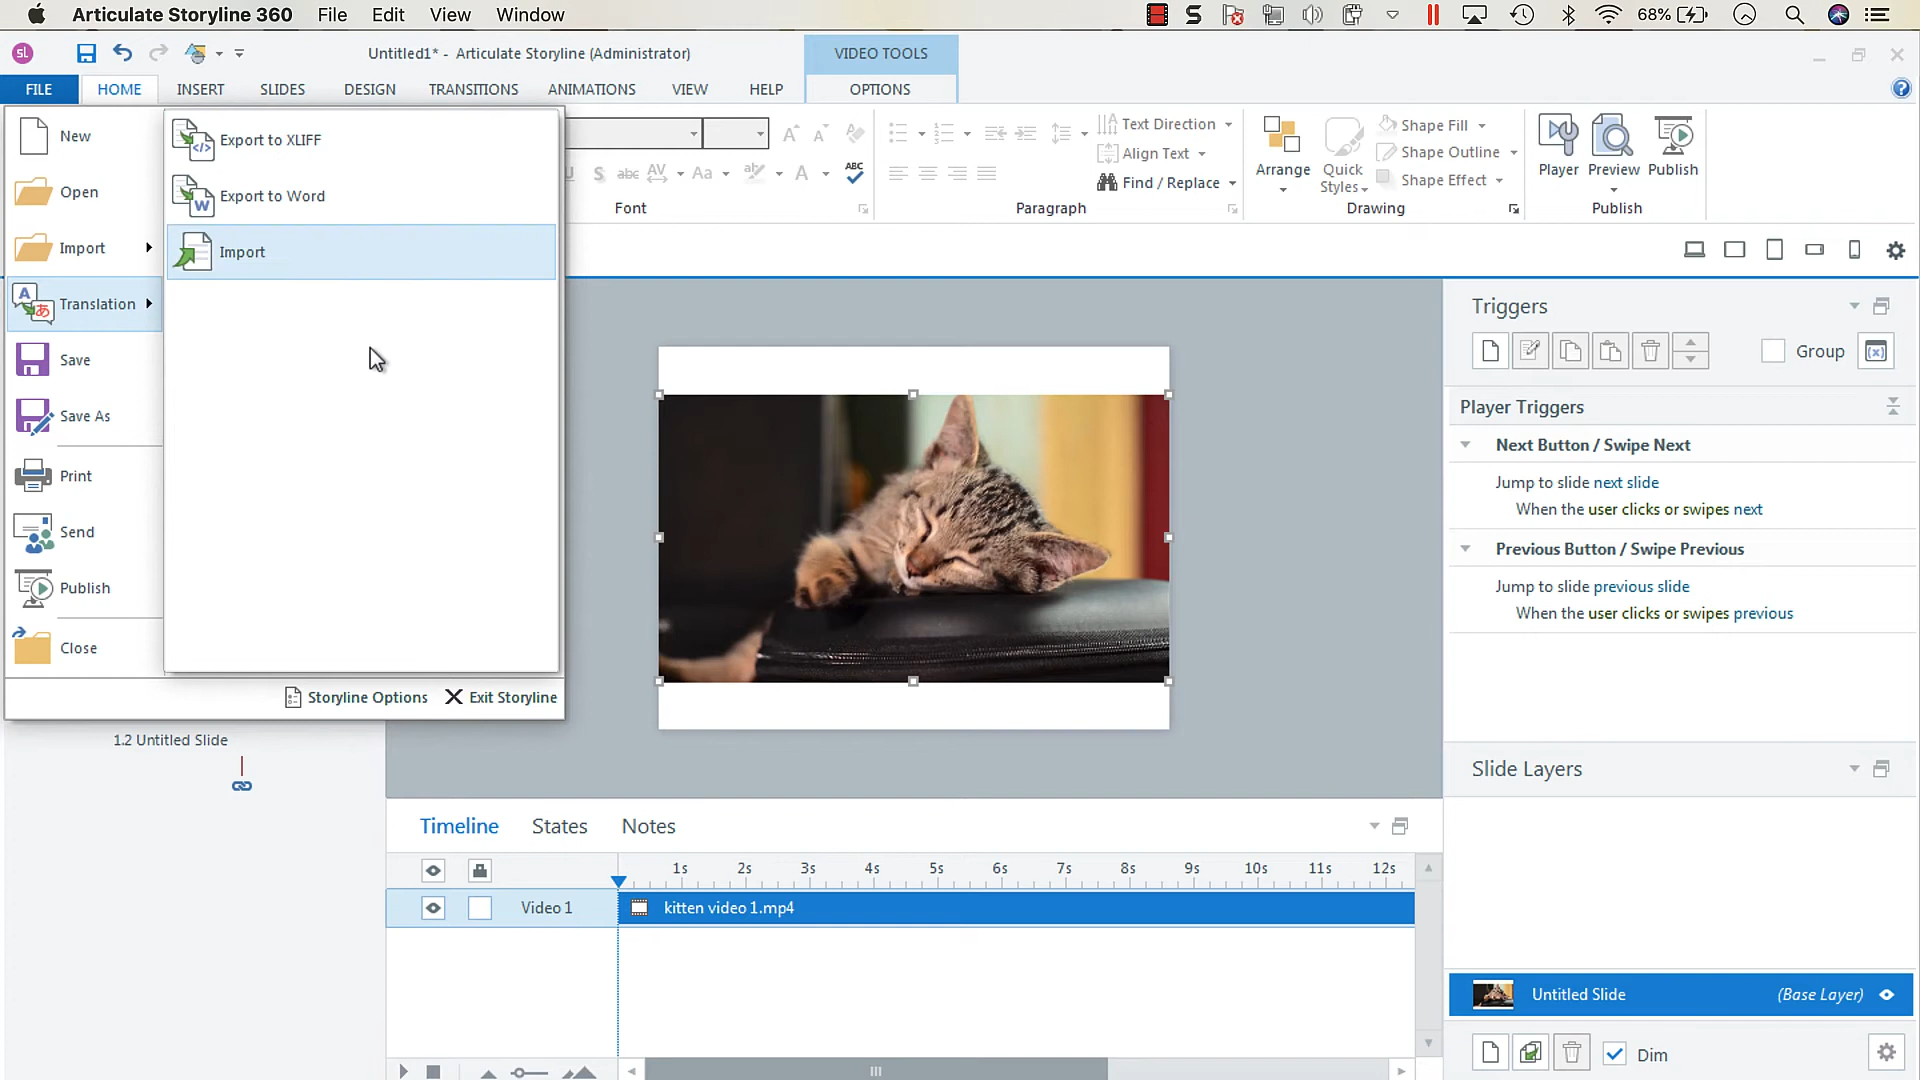 Articulate Storyline 360 File Edit View Window 68%
sl Untitled1* - Articulate Storyline (Administrator) VIDEO TOOLS
FILE HOME INSERT SLIDES DESIGN TRANSITIONS ANIMATIONS VIEW HELP OPTIONS
New
Open
Import
Translation
Save
Save As
Print
Send
Publish
Close
Export to XLIFF
Export to Word
Import
Storyline Options Exit Storyline
Text Direction
Align Text
Find / Replace
ABC
abc AV Aa A
Font
Paragraph
Arrange
Quick Styles
Shape Fill
Shape Outline
Shape Effect
Drawing
Player
Preview
Publish
Publish
1.2 Untitled Slide
Timeline States Notes
1s 2s 3s 4s 5s 6s 7s 8s 9s 10s 11s 12s
Video 1 kitten video 1.mp4
Triggers
Group
Player Triggers
Next Button / Swipe Next
Jump to slide next slide
When the user clicks or swipes next
Previous Button / Swipe Previous
Jump to slide previous slide
When the user clicks or swipes previous
Slide Layers
Untitled Slide (Base Layer)
Dim